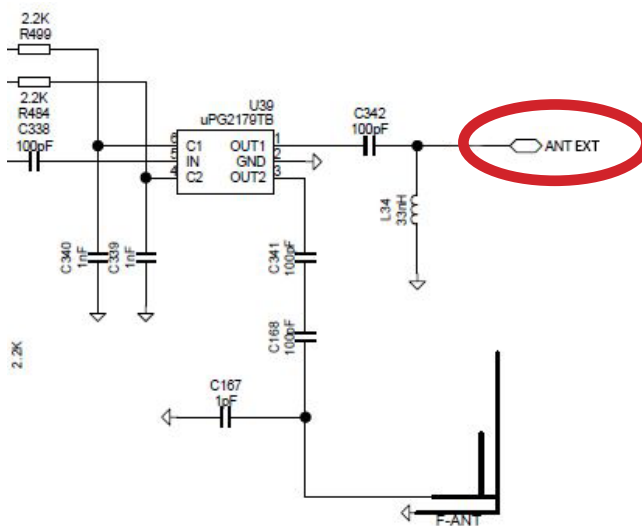 2.2K
R499
2.2K
R484
C338
100pF
U39
uPG2179TB
6 C1 OUT1 1
5 IN GND 2
4 C2 OUT2 3
C342
100pF
ANT EXT
L34
33nH
C340
1nF
C339
1nF
C341
100pF
C168
100pF
2.2K
C167
1pF
F-ANT